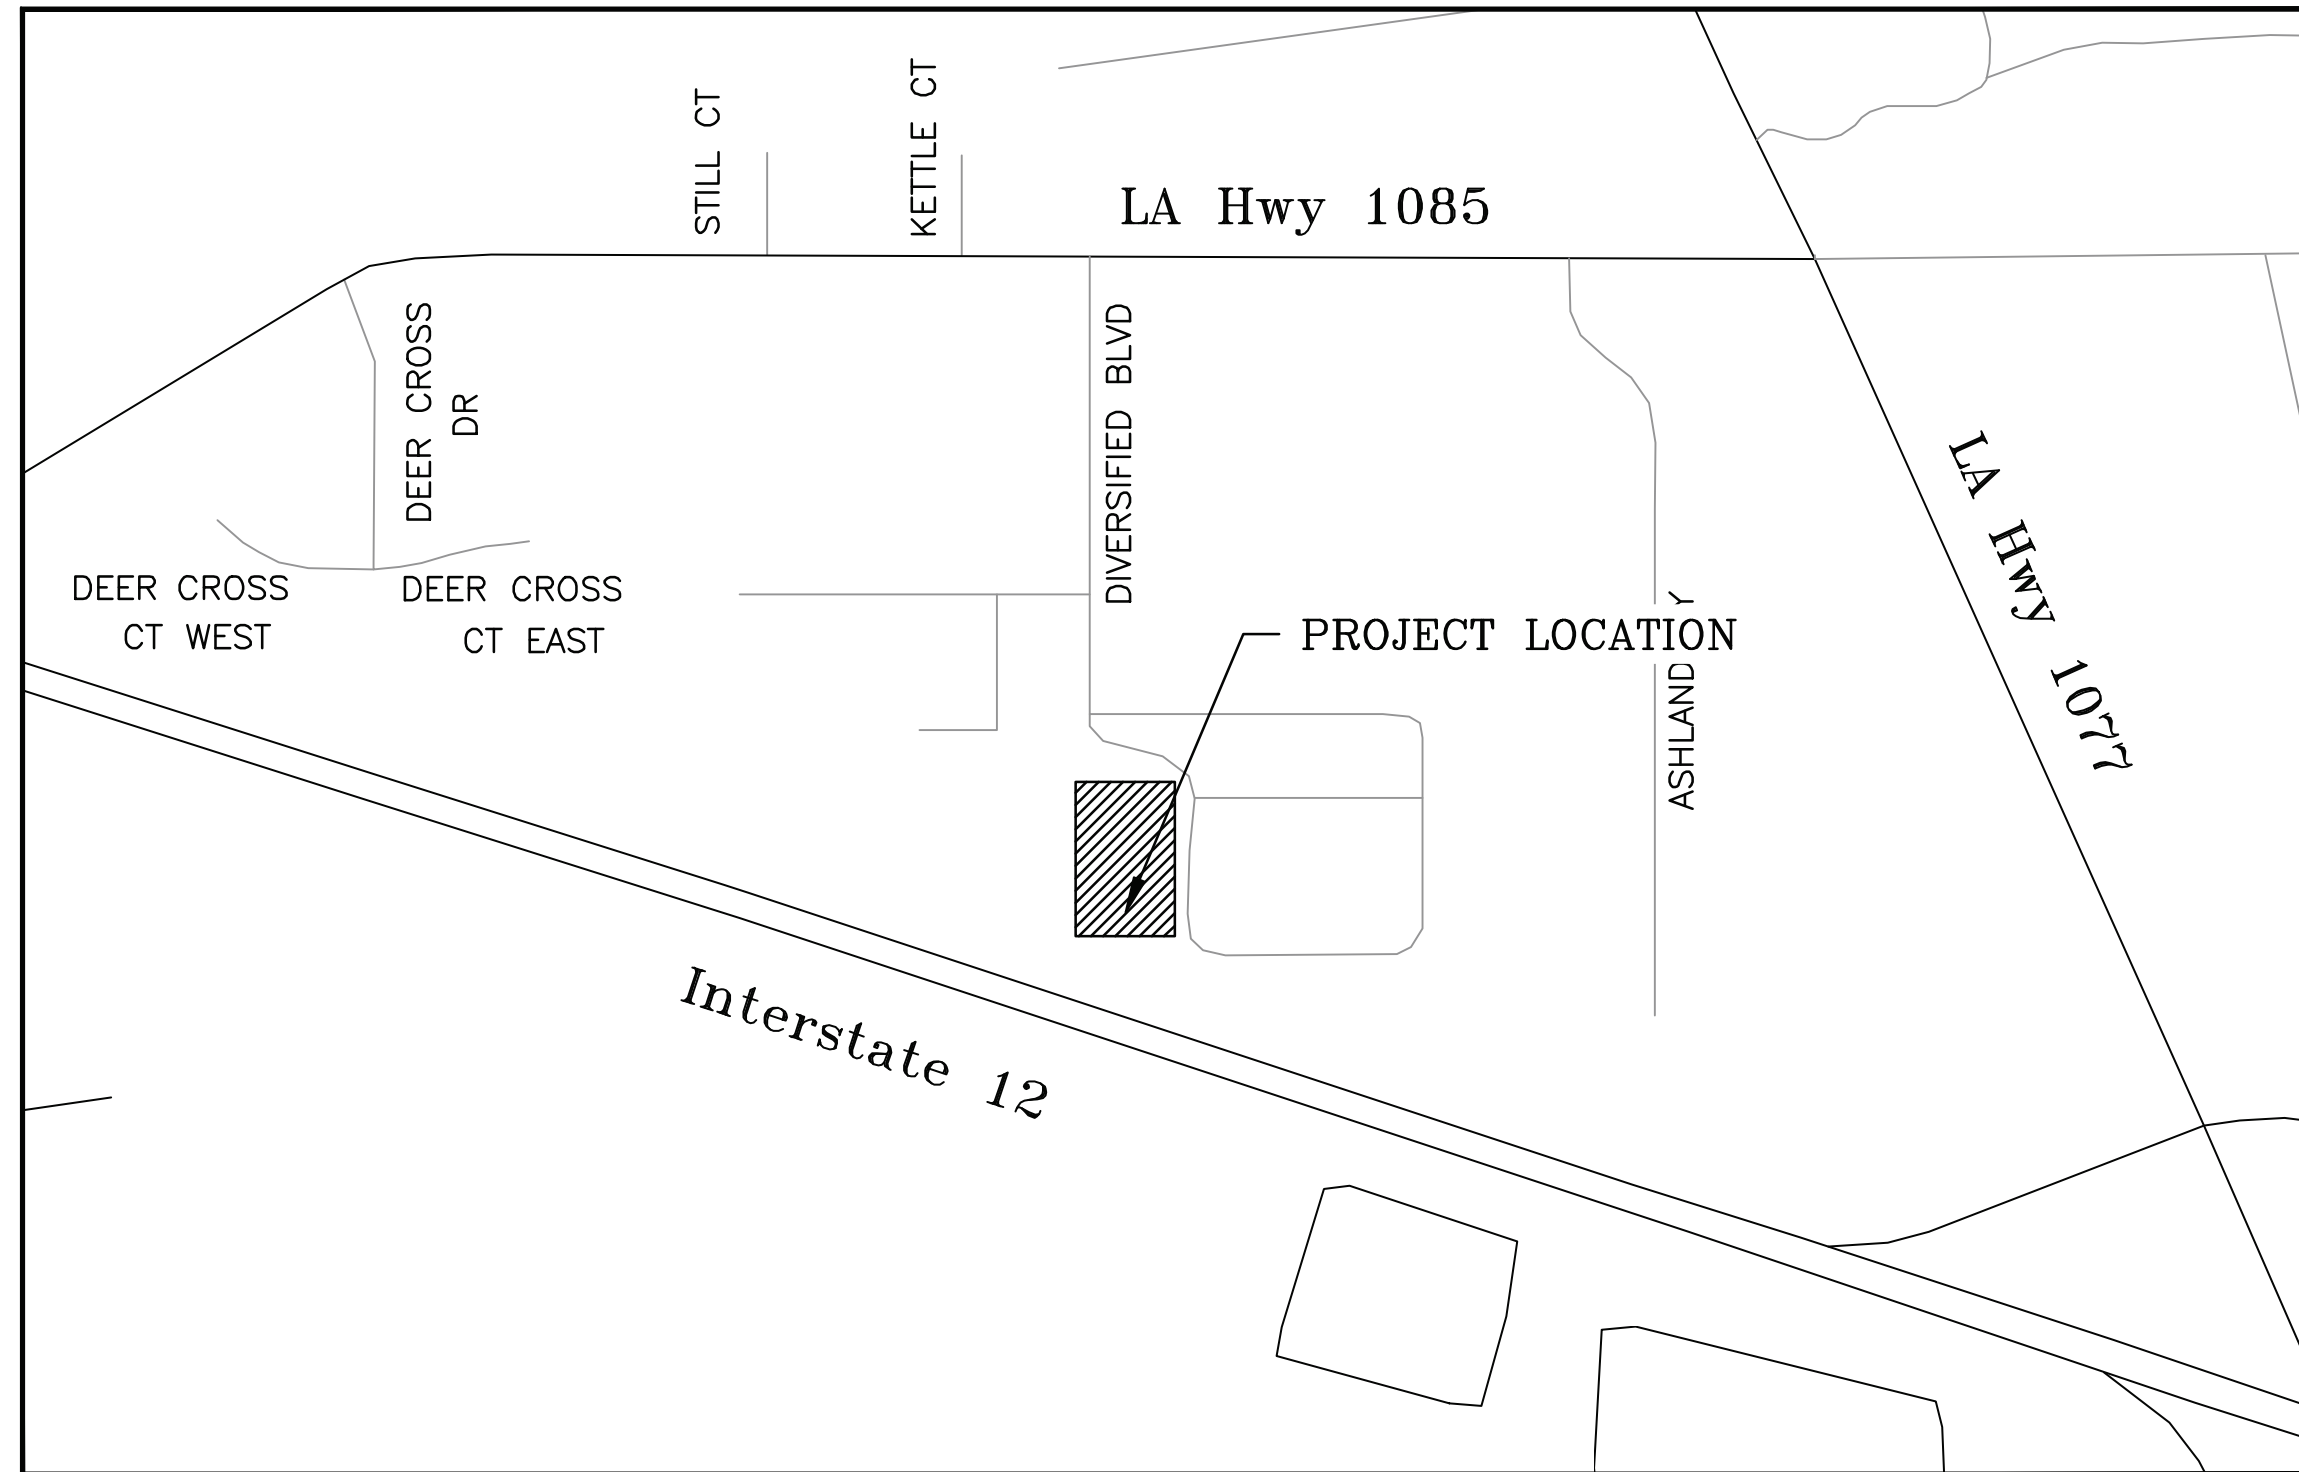 STILL CT
KETTLE CT
LA Hwy 1085
DEER CROSS
DR
DIVERSIFIED BLVD
LA Hwy 1077
DEER CROSS
CT WEST
DEER CROSS
CT EAST
PROJECT LOCATION
ASHLAND
Interstate 12